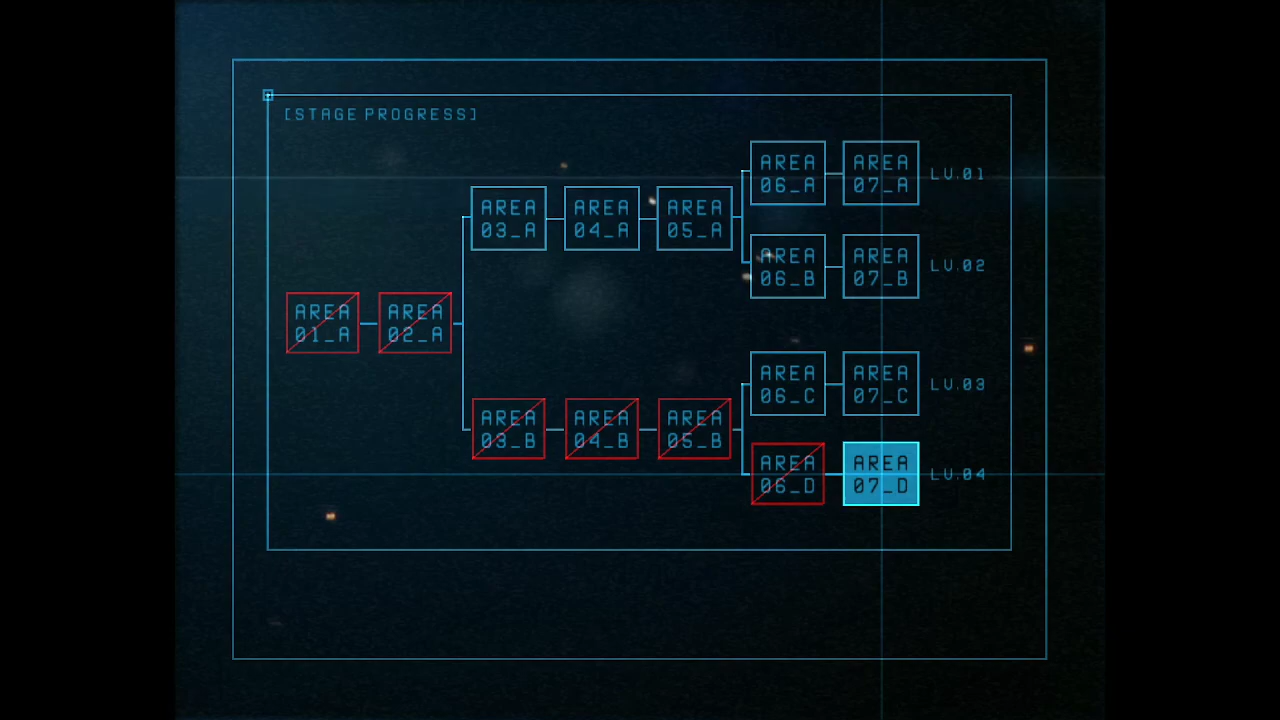 [STAGE PROGRESS]
AREA
06_A
AREA
07_A
LV.01
AREA
03_A
AREA
04_A
AREA
05_A
AREA
06_B
AREA
07_B
LV.02
AREA
01_A
AREA
02_A
AREA
06_C
AREA
07_C
LV.03
AREA
03_B
AREA
04_B
AREA
05_B
AREA
06_D
AREA
07_D
LV.04